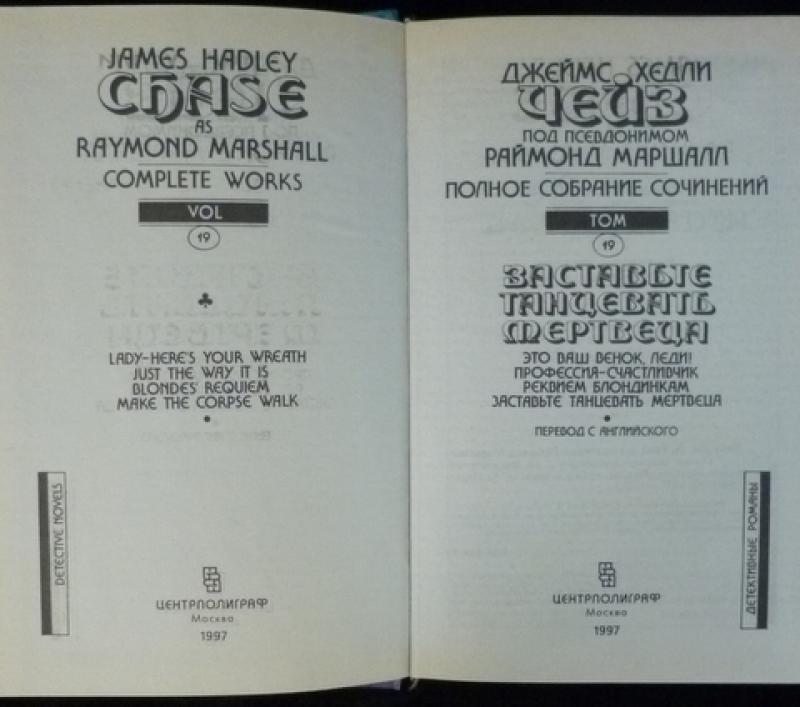 JAMES HADLEY
CHASE
AS
RAYMOND MARSHALL
COMPLETE WORKS
VOL
19
LADY-HERE'S YOUR WREATH
JUST THE WAY IT IS
BLONDES' REQUIEM
MAKE THE CORPSE WALK
DETECTIVE NOVELS
ЦЕНТРПОЛИГРАФ
Москва
1997
ДЖЕЙМС ХЕДЛИ
ЧЕЙЗ
ПОД ПСЕВДОНИМОМ
РАЙМОНД МАРШАЛЛ
ПОЛНОЕ СОБРАНИЕ СОЧИНЕНИЙ
ТОМ
19
ЗАСТАВЬТЕ
ТАНЦЕВАТЬ
МЕРТВЕЦА
ЭТО ВАШ ВЕНОК, ЛЕДИ!
ПРОФЕССИЯ-СЧАСТЛИВЧИК
РЕКВИЕМ БЛОНДИНКАМ
ЗАСТАВЬТЕ ТАНЦЕВАТЬ МЕРТВЕЦА
ПЕРЕВОД С АНГЛИЙСКОГО
ДЕТЕКТИВНЫЕ РОМАНЫ
ЦЕНТРПОЛИГРАФ
Москва
1997